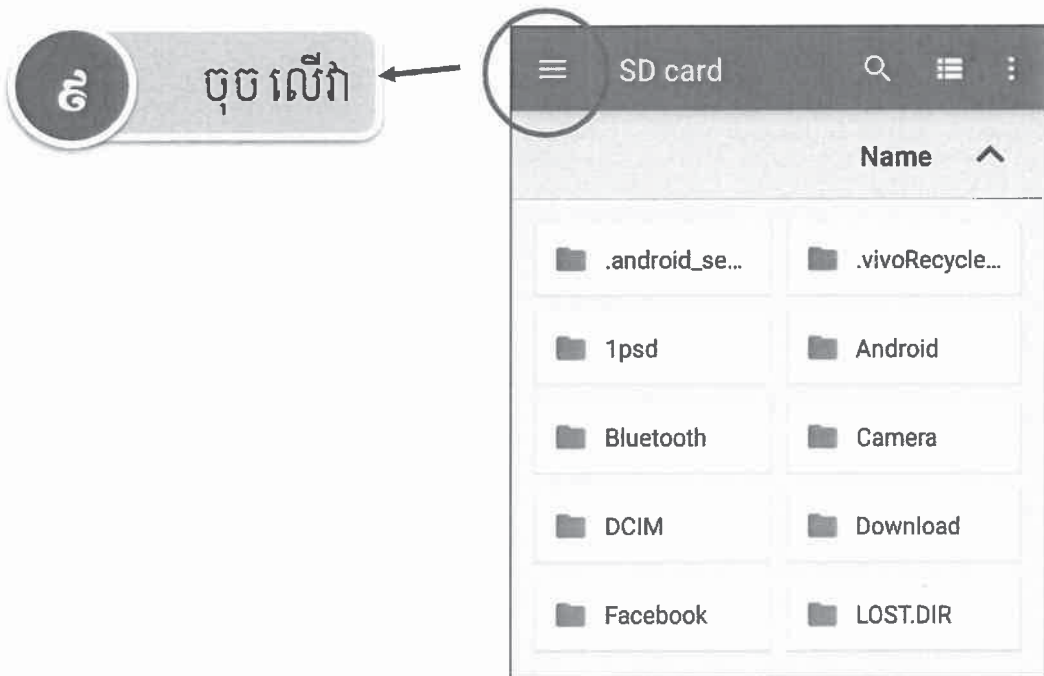 ៩
ចុច លើវា
SD card
Name
.android_se...
.vivoRecycle...
1psd
Android
Bluetooth
Camera
DCIM
Download
Facebook
LOST.DIR